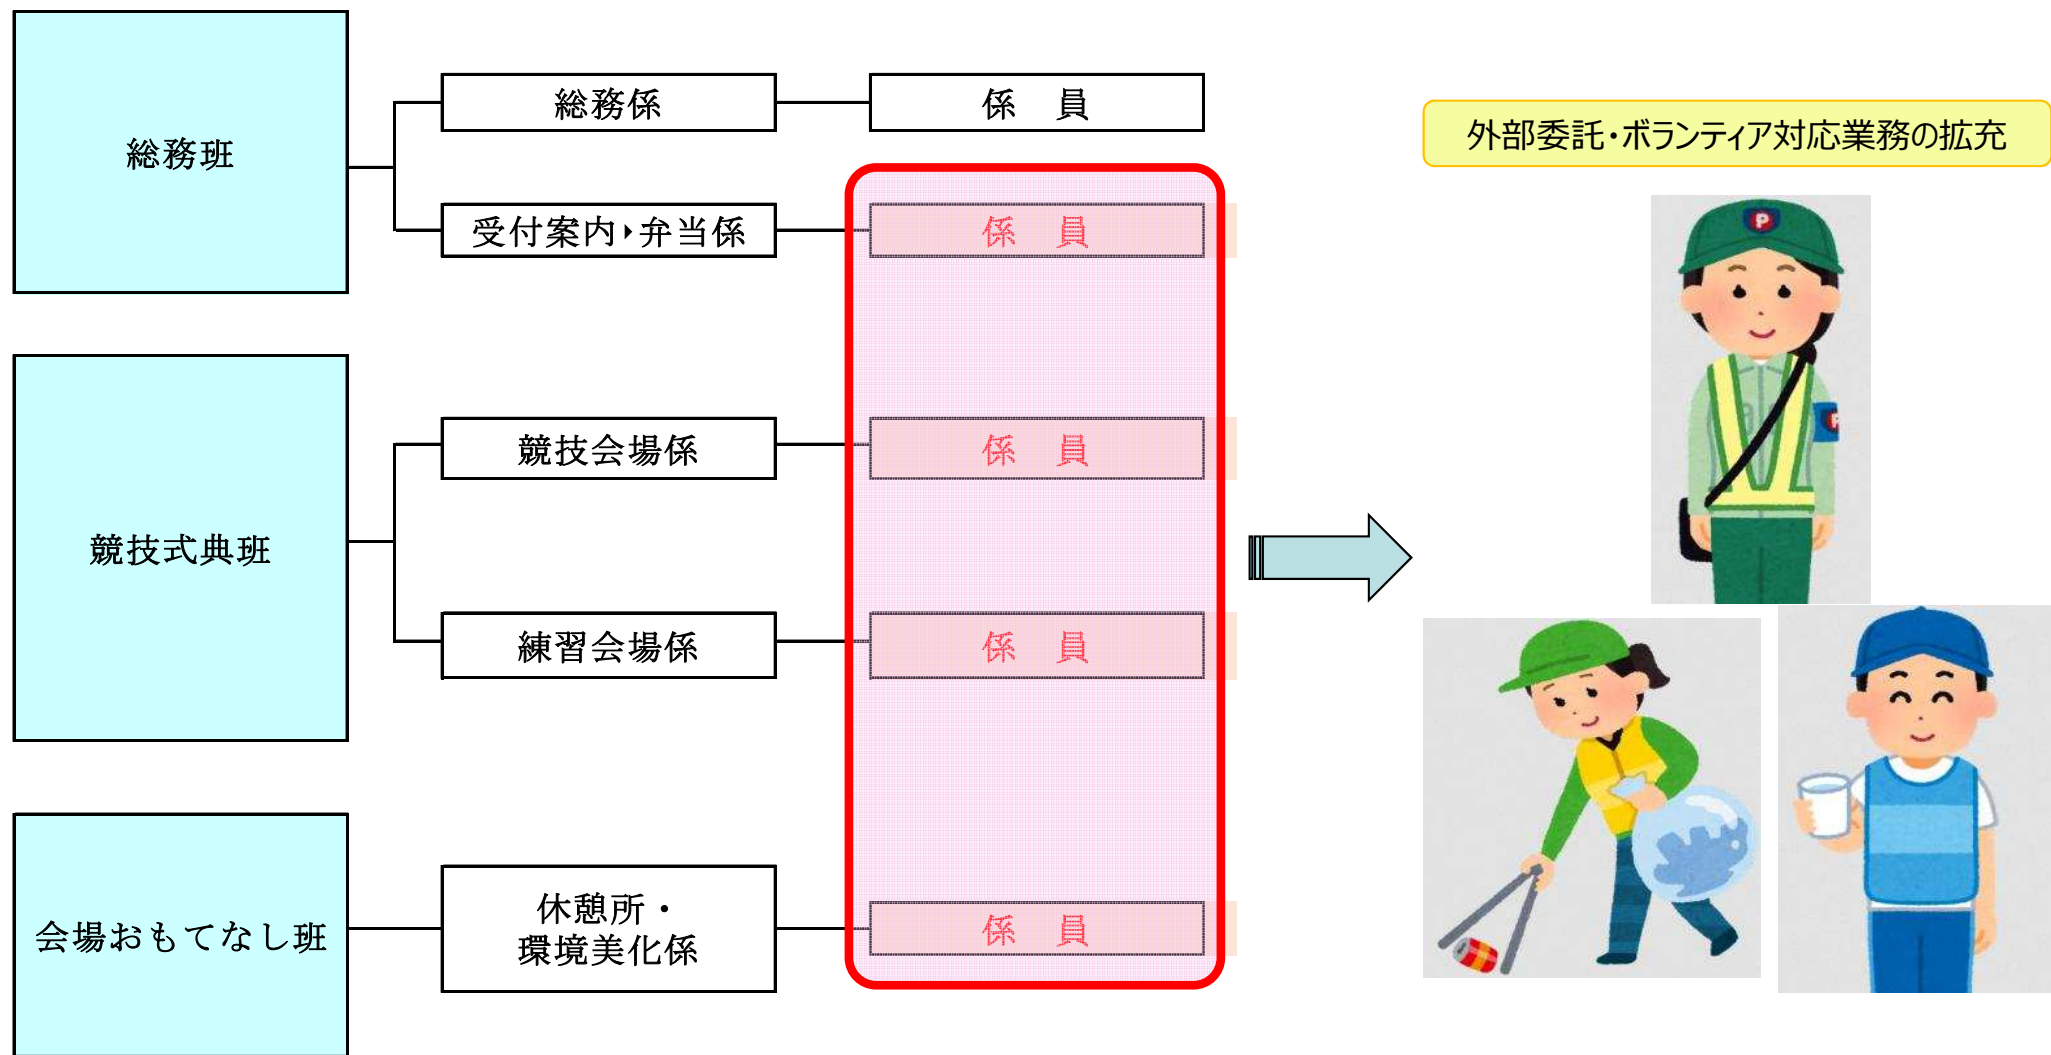 総務班
総務係
係　員
受付案内・弁当係
係　員
競技式典班
競技会場係
係　員
練習会場係
係　員
会場おもてなし班
休憩所・
環境美化係
係　員
外部委託・ボランティア対応業務の拡充
P
P